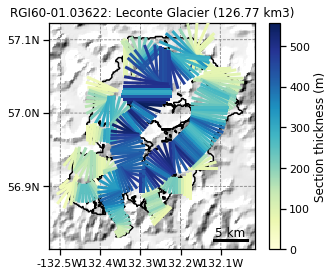 RGI60-01.03622: Leconte Glacier (126.77 km3)
57.1N
57.0N
56.9N
-132.5W
-132.4W
-132.3W
-132.2W
-132.1W
5 km
500
400
300
200
100
0
Section thickness (m)